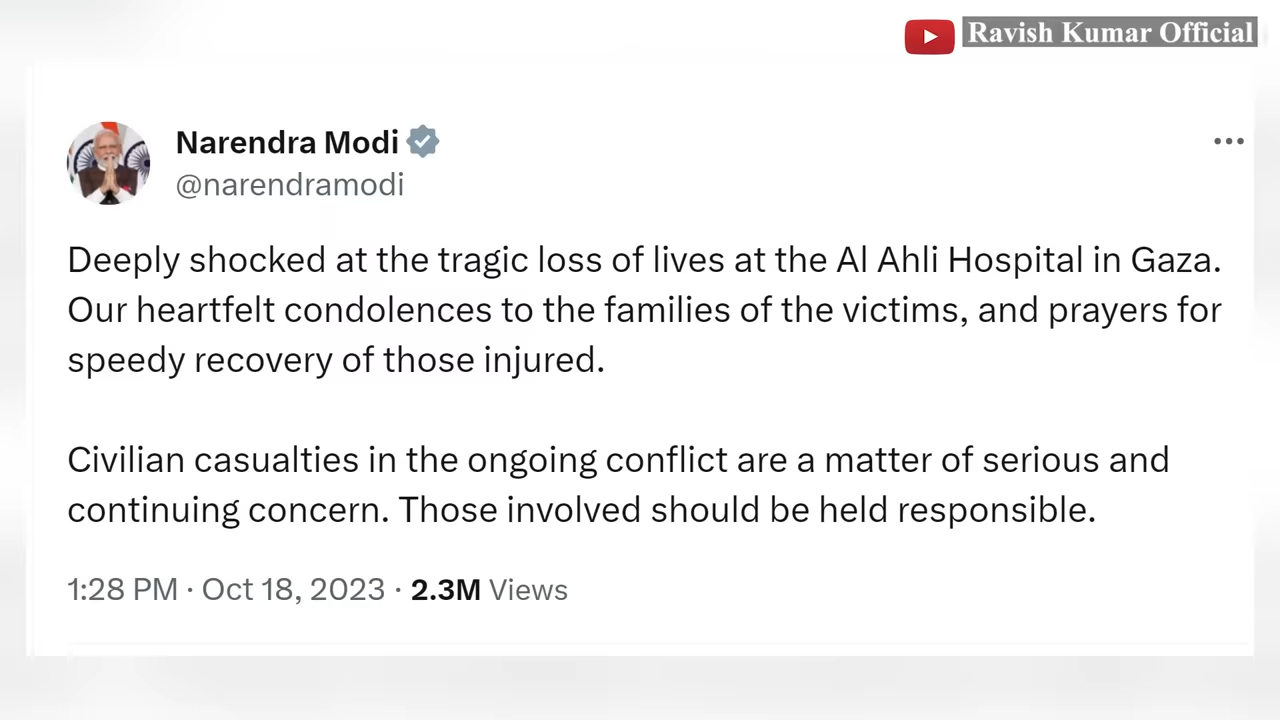 Ravish Kumar Official
Narendra Modi
@narendramodi
Deeply shocked at the tragic loss of lives at the Al Ahli Hospital in Gaza.
Our heartfelt condolences to the families of the victims, and prayers for
speedy recovery of those injured.
Civilian casualties in the ongoing conflict are a matter of serious and
continuing concern. Those involved should be held responsible.
1:28 PM · Oct 18, 2023 · 2.3M Views